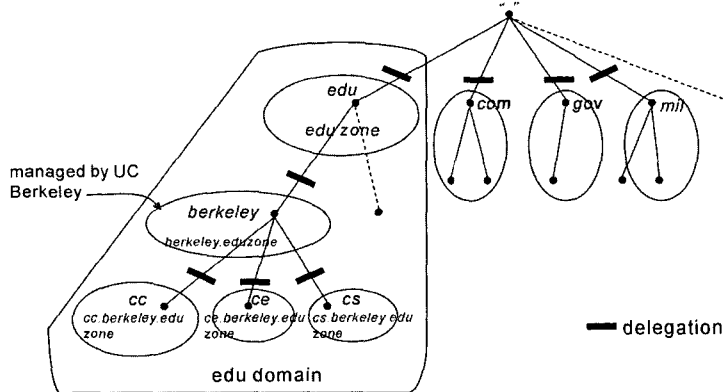 " "
edu
com
gov
mil
edu zone
managed by UC
Berkeley
berkeley
berkeley.eduzone
cc
ce
cs
cc.berkeley.edu
zone
ce.berkeley.edu
zone
cs.berkeley.edu
zone
delegation
edu domain